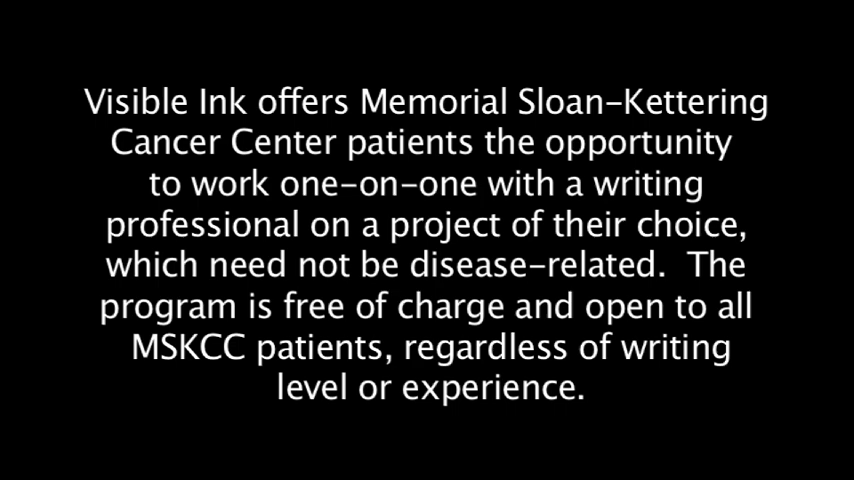 Visible Ink offers Memorial Sloan-Kettering
Cancer Center patients the opportunity
to work one-on-one with a writing
professional on a project of their choice,
which need not be disease-related.  The
program is free of charge and open to all
MSKCC patients, regardless of writing
level or experience.